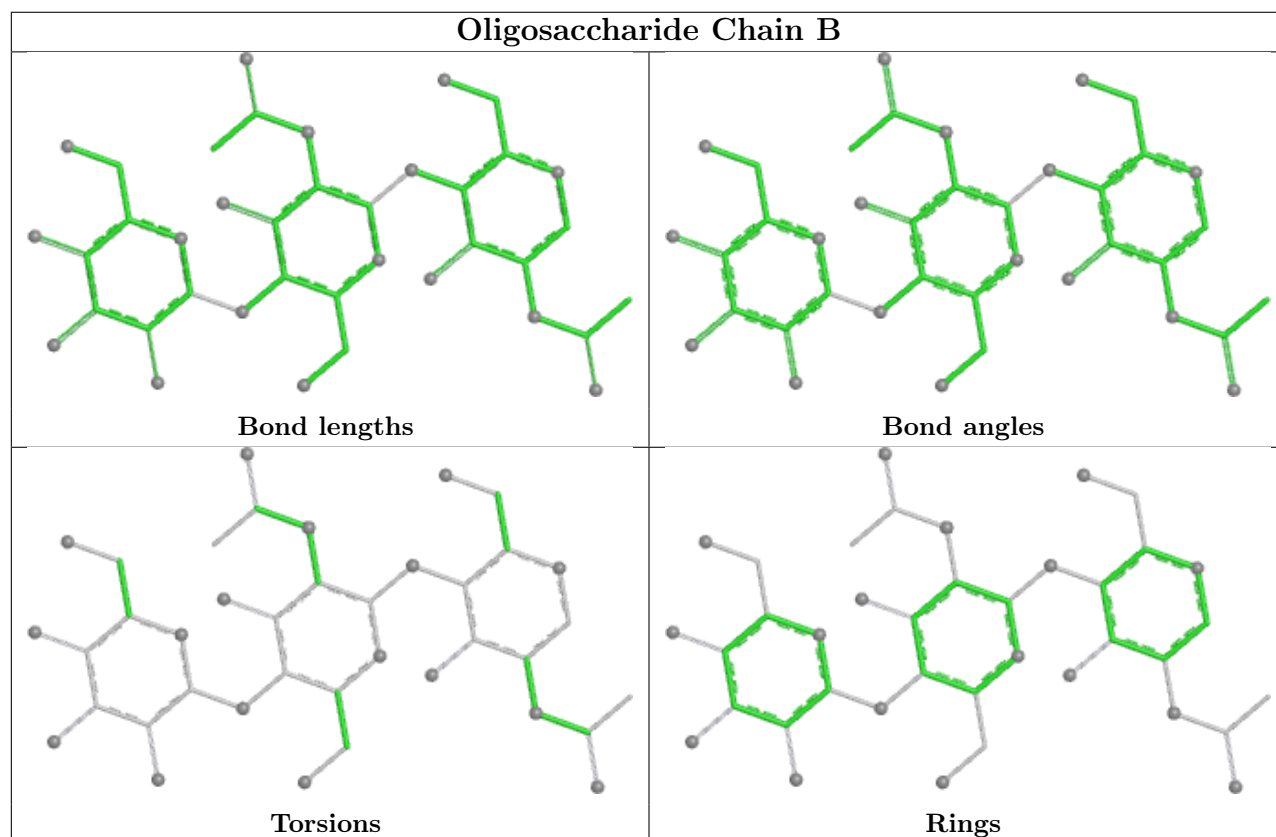 Oligosaccharide Chain B
Bond lengths
Bond angles
Torsions
Rings